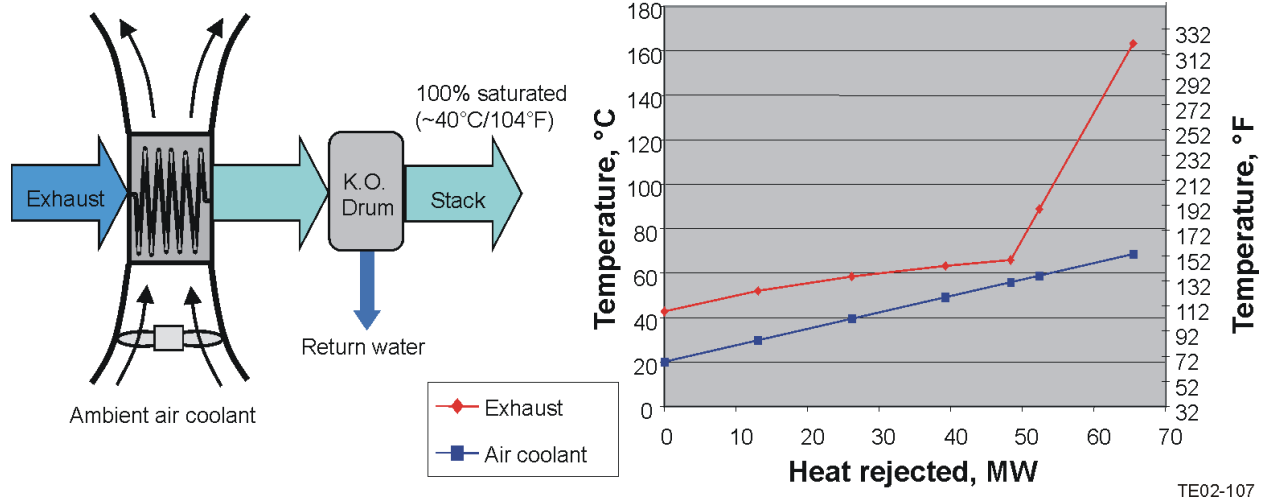 100% saturated
(~40°C/104°F)
Exhaust
K.O.
Drum
Stack
Return water
Ambient air coolant
Exhaust
Air coolant
Temperature, °C
180
160
140
120
100
80
60
40
20
0
0 10 20 30 40 50 60 70
Heat rejected, MW
332
312
292
272
252
232
212
192
172
152
132
112
92
72
52
32
Temperature, °F
TE02-107